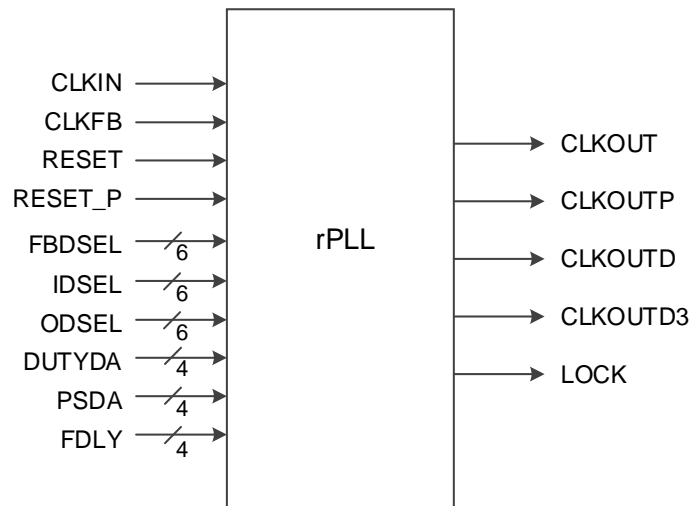 CLKIN
CLKFB
RESET
RESET_P
FBDSEL 6
IDSEL 6
ODSEL 6
DUTYDA 4
PSDA 4
FDLY 4
rPLL
CLKOUT
CLKOUTP
CLKOUTD
CLKOUTD3
LOCK